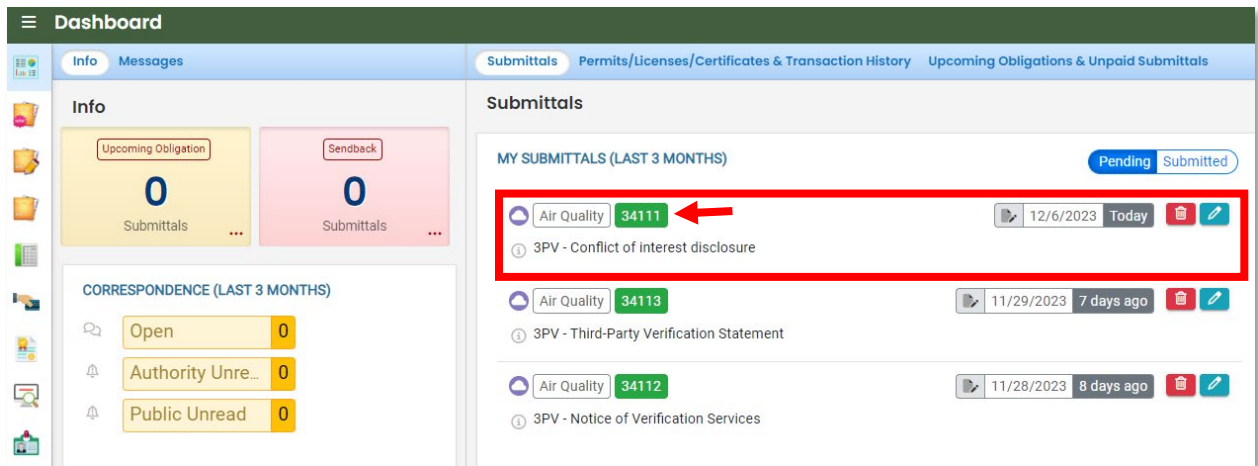 Dashboard
Info Messages
Info
Upcoming Obligation
0
Submittals ...
Sendback
0
Submittals ...
CORRESPONDENCE (LAST 3 MONTHS)
Open 0
Authority Unre... 0
Public Unread 0
Submittals Permits/Licenses/Certificates & Transaction History Upcoming Obligations & Unpaid Submittals
Submittals
MY SUBMITTALS (LAST 3 MONTHS) Pending Submitted
Air Quality 34111 12/6/2023 Today
3PV - Conflict of interest disclosure
Air Quality 34113 11/29/2023 7 days ago
3PV - Third-Party Verification Statement
Air Quality 34112 11/28/2023 8 days ago
3PV - Notice of Verification Services